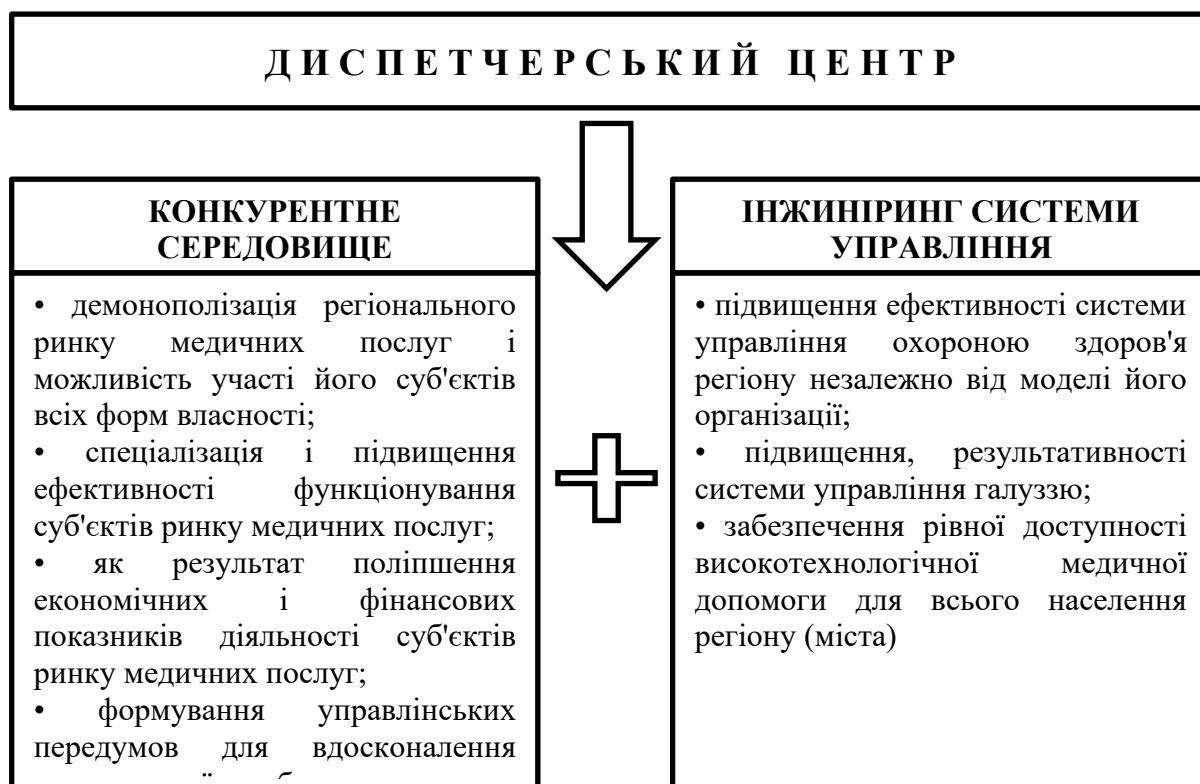 ДИСПЕТЧЕРСЬКИЙ ЦЕНТР
КОНКУРЕНТНЕ
СЕРЕДОВИЩЕ
• демонополізація регіонального
ринку медичних послуг і
можливість участі його суб'єктів
всіх форм власності;
• спеціалізація і підвищення
ефективності функціонування
суб'єктів ринку медичних послуг;
• як результат поліпшення
економічних і фінансових
показників діяльності суб'єктів
ринку медичних послуг;
• формування управлінських
передумов для вдосконалення
ІНЖИНІРИНГ СИСТЕМИ
УПРАВЛІННЯ
• підвищення ефективності системи
управління охороною здоров'я
регіону незалежно від моделі його
організації;
• підвищення, результативності
системи управління галуззю;
• забезпечення рівної доступності
високотехнологічної медичної
допомоги для всього населення
регіону (міста)